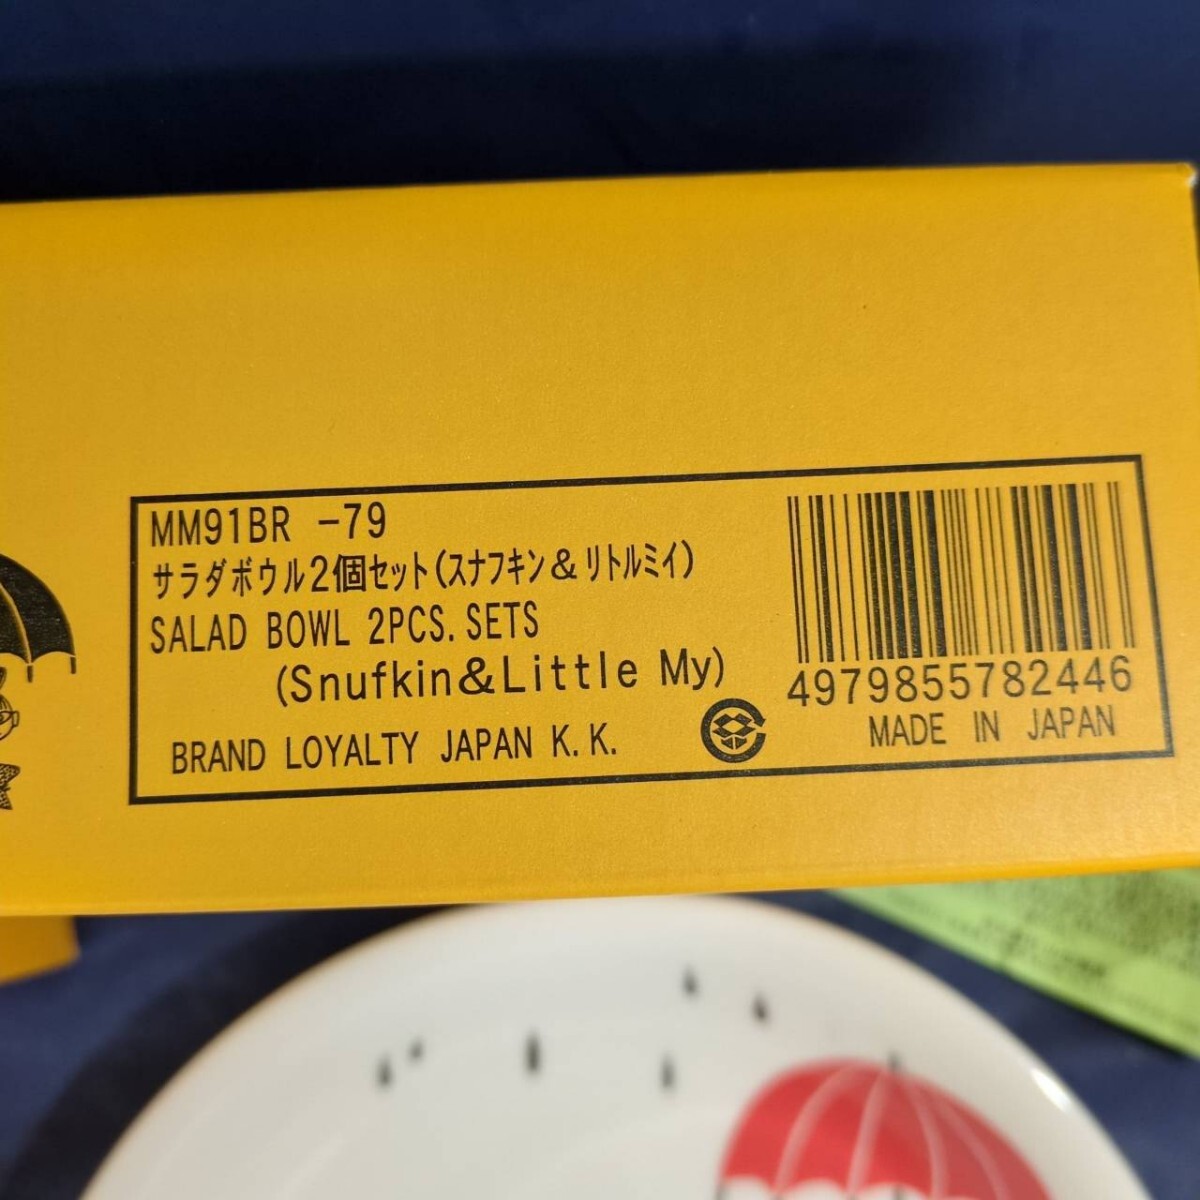 MM91BR -79
サラダボウル2個セット(スナフキン&リトルミイ)
SALAD BOWL 2PCS. SETS
(Snufkin&Little My)
BRAND LOYALTY JAPAN K. K.
4979855782446
MADE IN JAPAN